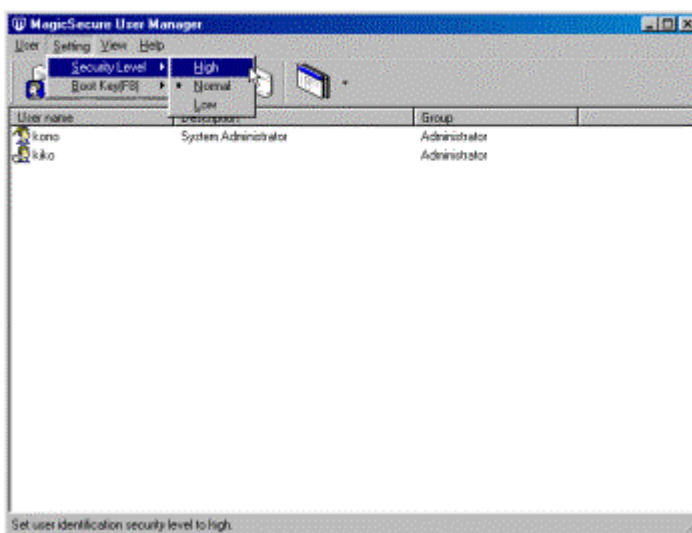 MagicSecure User Manager
User Setting View Help
Security Level High
Boot Key(F8) Normal
Low
User name Description Group
kono System Administrator Administrator
kiko Administrator
Set user identification security level to high.